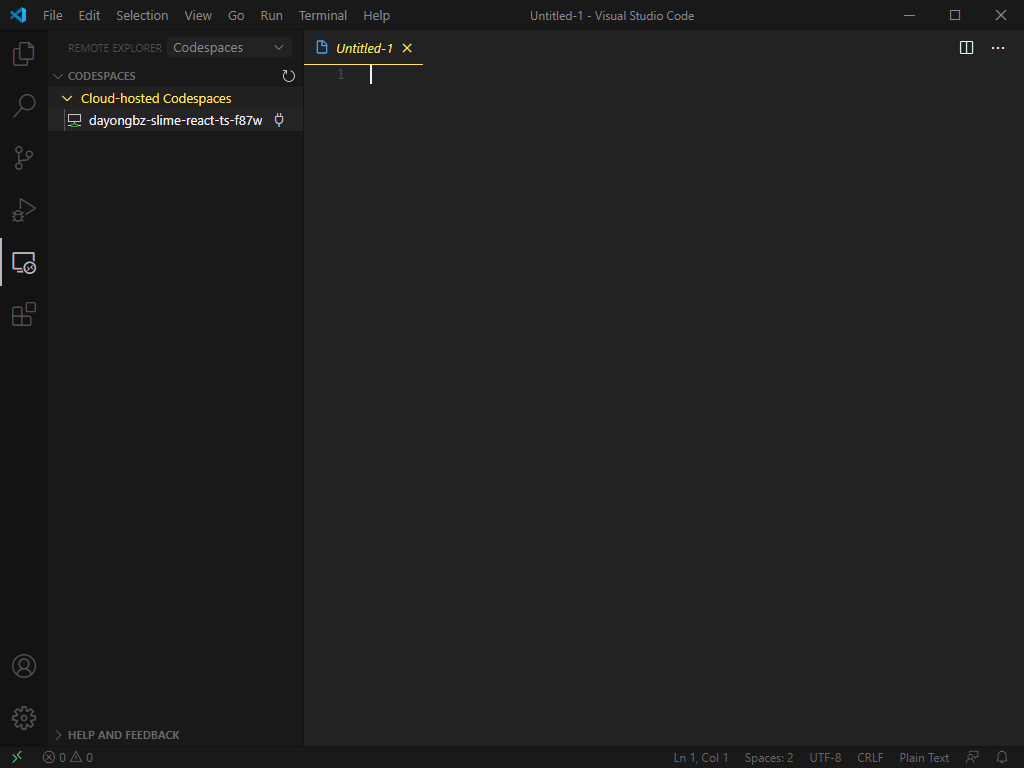 File Edit Selection View Go Run Terminal Help Untitled-1 - Visual Studio Code
REMOTE EXPLORER Codespaces
Untitled-1
CODESPACES
1
Cloud-hosted Codespaces
dayongbz-slime-react-ts-f87w
HELP AND FEEDBACK
0 0 Ln 1, Col 1 Spaces: 2 UTF-8 CRLF Plain Text